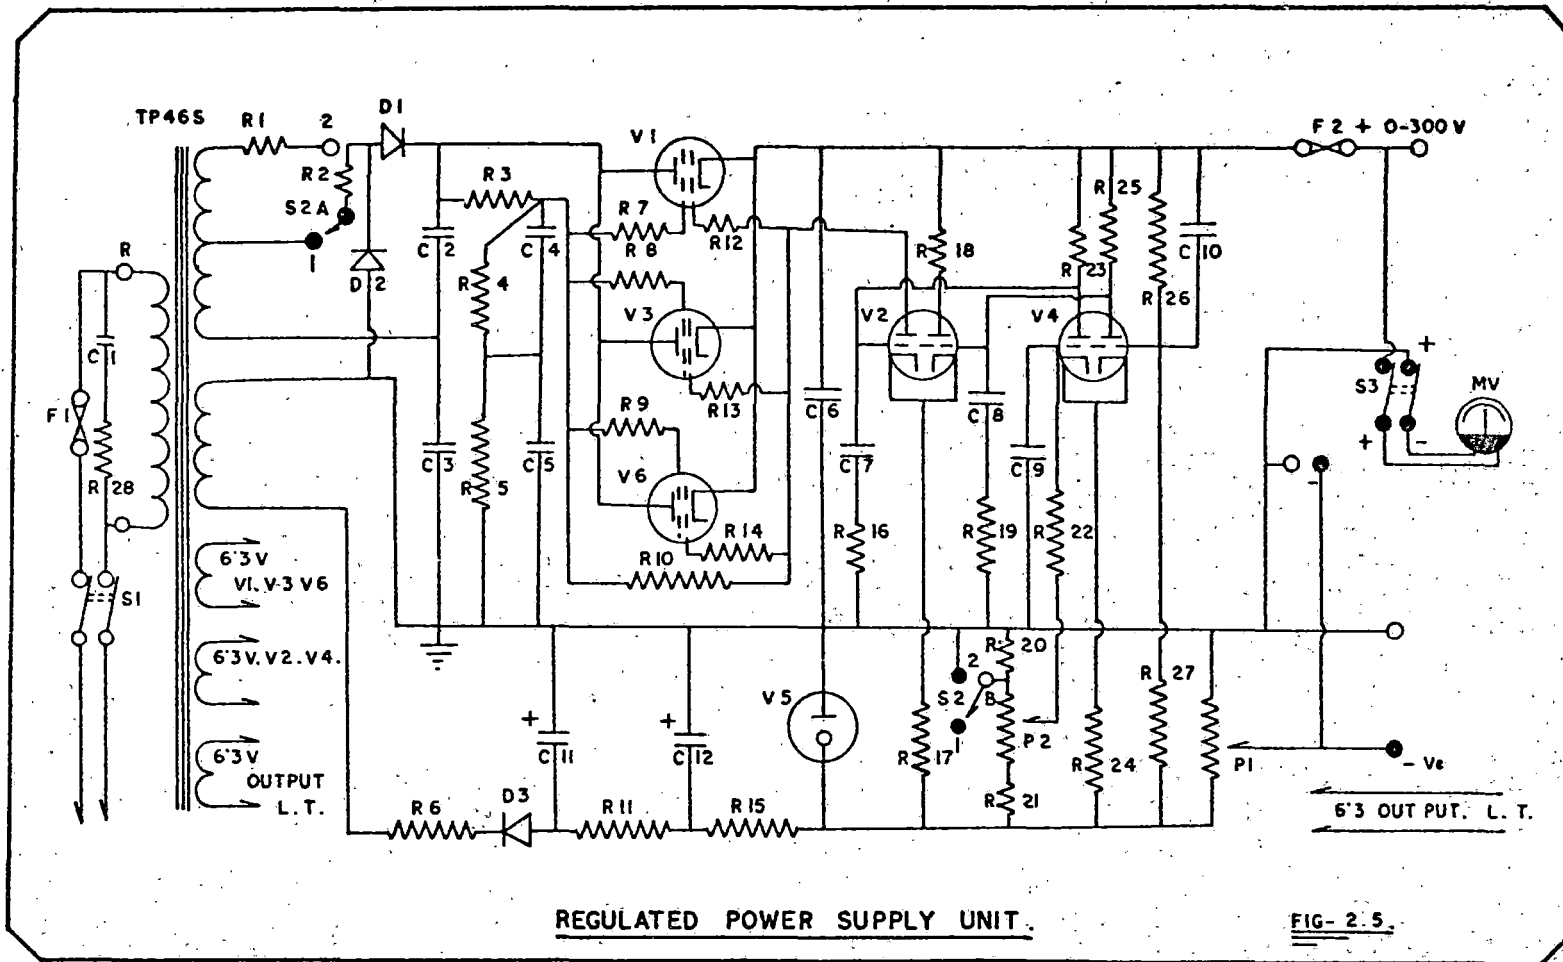 TP46S
R1
2
D1
R2
S2A
1
D2
R
C1
F1
R28
S1
6.3V
V1.V-3 V6
6.3V.V2.V4.
6.3V
OUTPUT
L.T.
C2
C3
R3
R4
R5
C4
C5
R7
R8
R9
R10
V1
V3
V6
R12
R13
R14
C6
R18
V2
C7
R16
C8
R19
R23
R25
V4
C9
R22
R26
C10
F2 + 0-300V
+
S3
MV
+
-
-
R6
D3
+
C11
R11
+
C12
R15
V5
R17
2
S2
B
1
R20
P2
R21
R24
R27
P1
- Ve
6.3 OUT PUT. L.T.
REGULATED POWER SUPPLY UNIT.
FIG- 2.5.